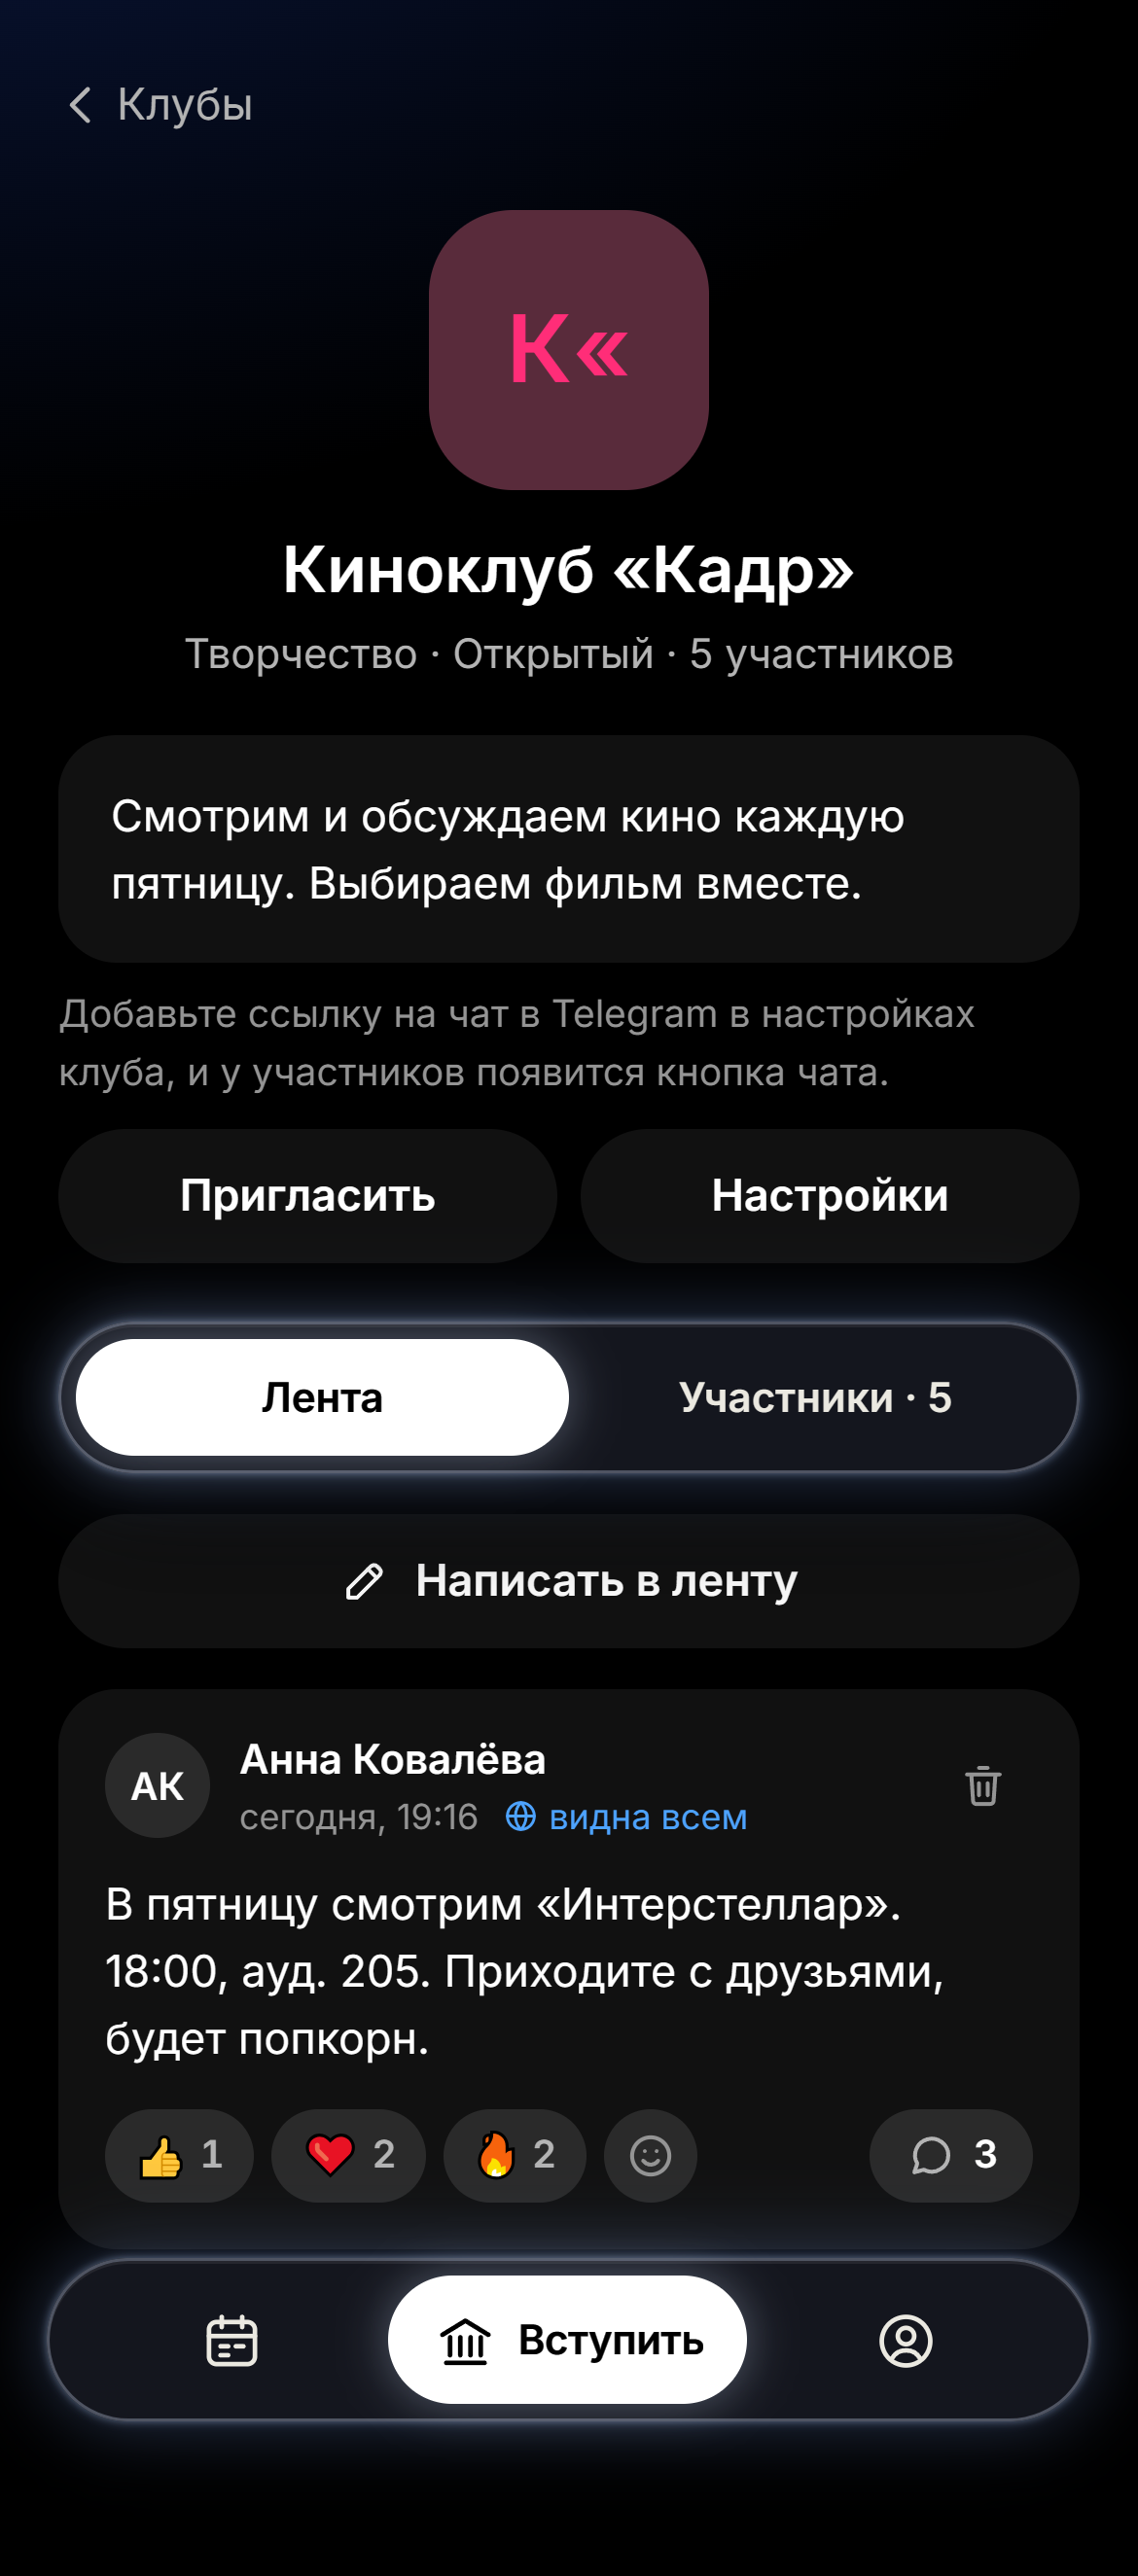 Клубы
К«
Киноклуб «Кадр»
Творчество · Открытый · 5 участников
Смотрим и обсуждаем кино каждую
пятницу. Выбираем фильм вместе.
Добавьте ссылку на чат в Telegram в настройках
клуба, и у участников появится кнопка чата.
Пригласить
Настройки
Лента
Участники · 5
Написать в ленту
АК
Анна Ковалёва
сегодня, 19:16 видна всем
В пятницу смотрим «Интерстеллар».
18:00, ауд. 205. Приходите с друзьями,
будет попкорн.
1 2 2 3
Вступить